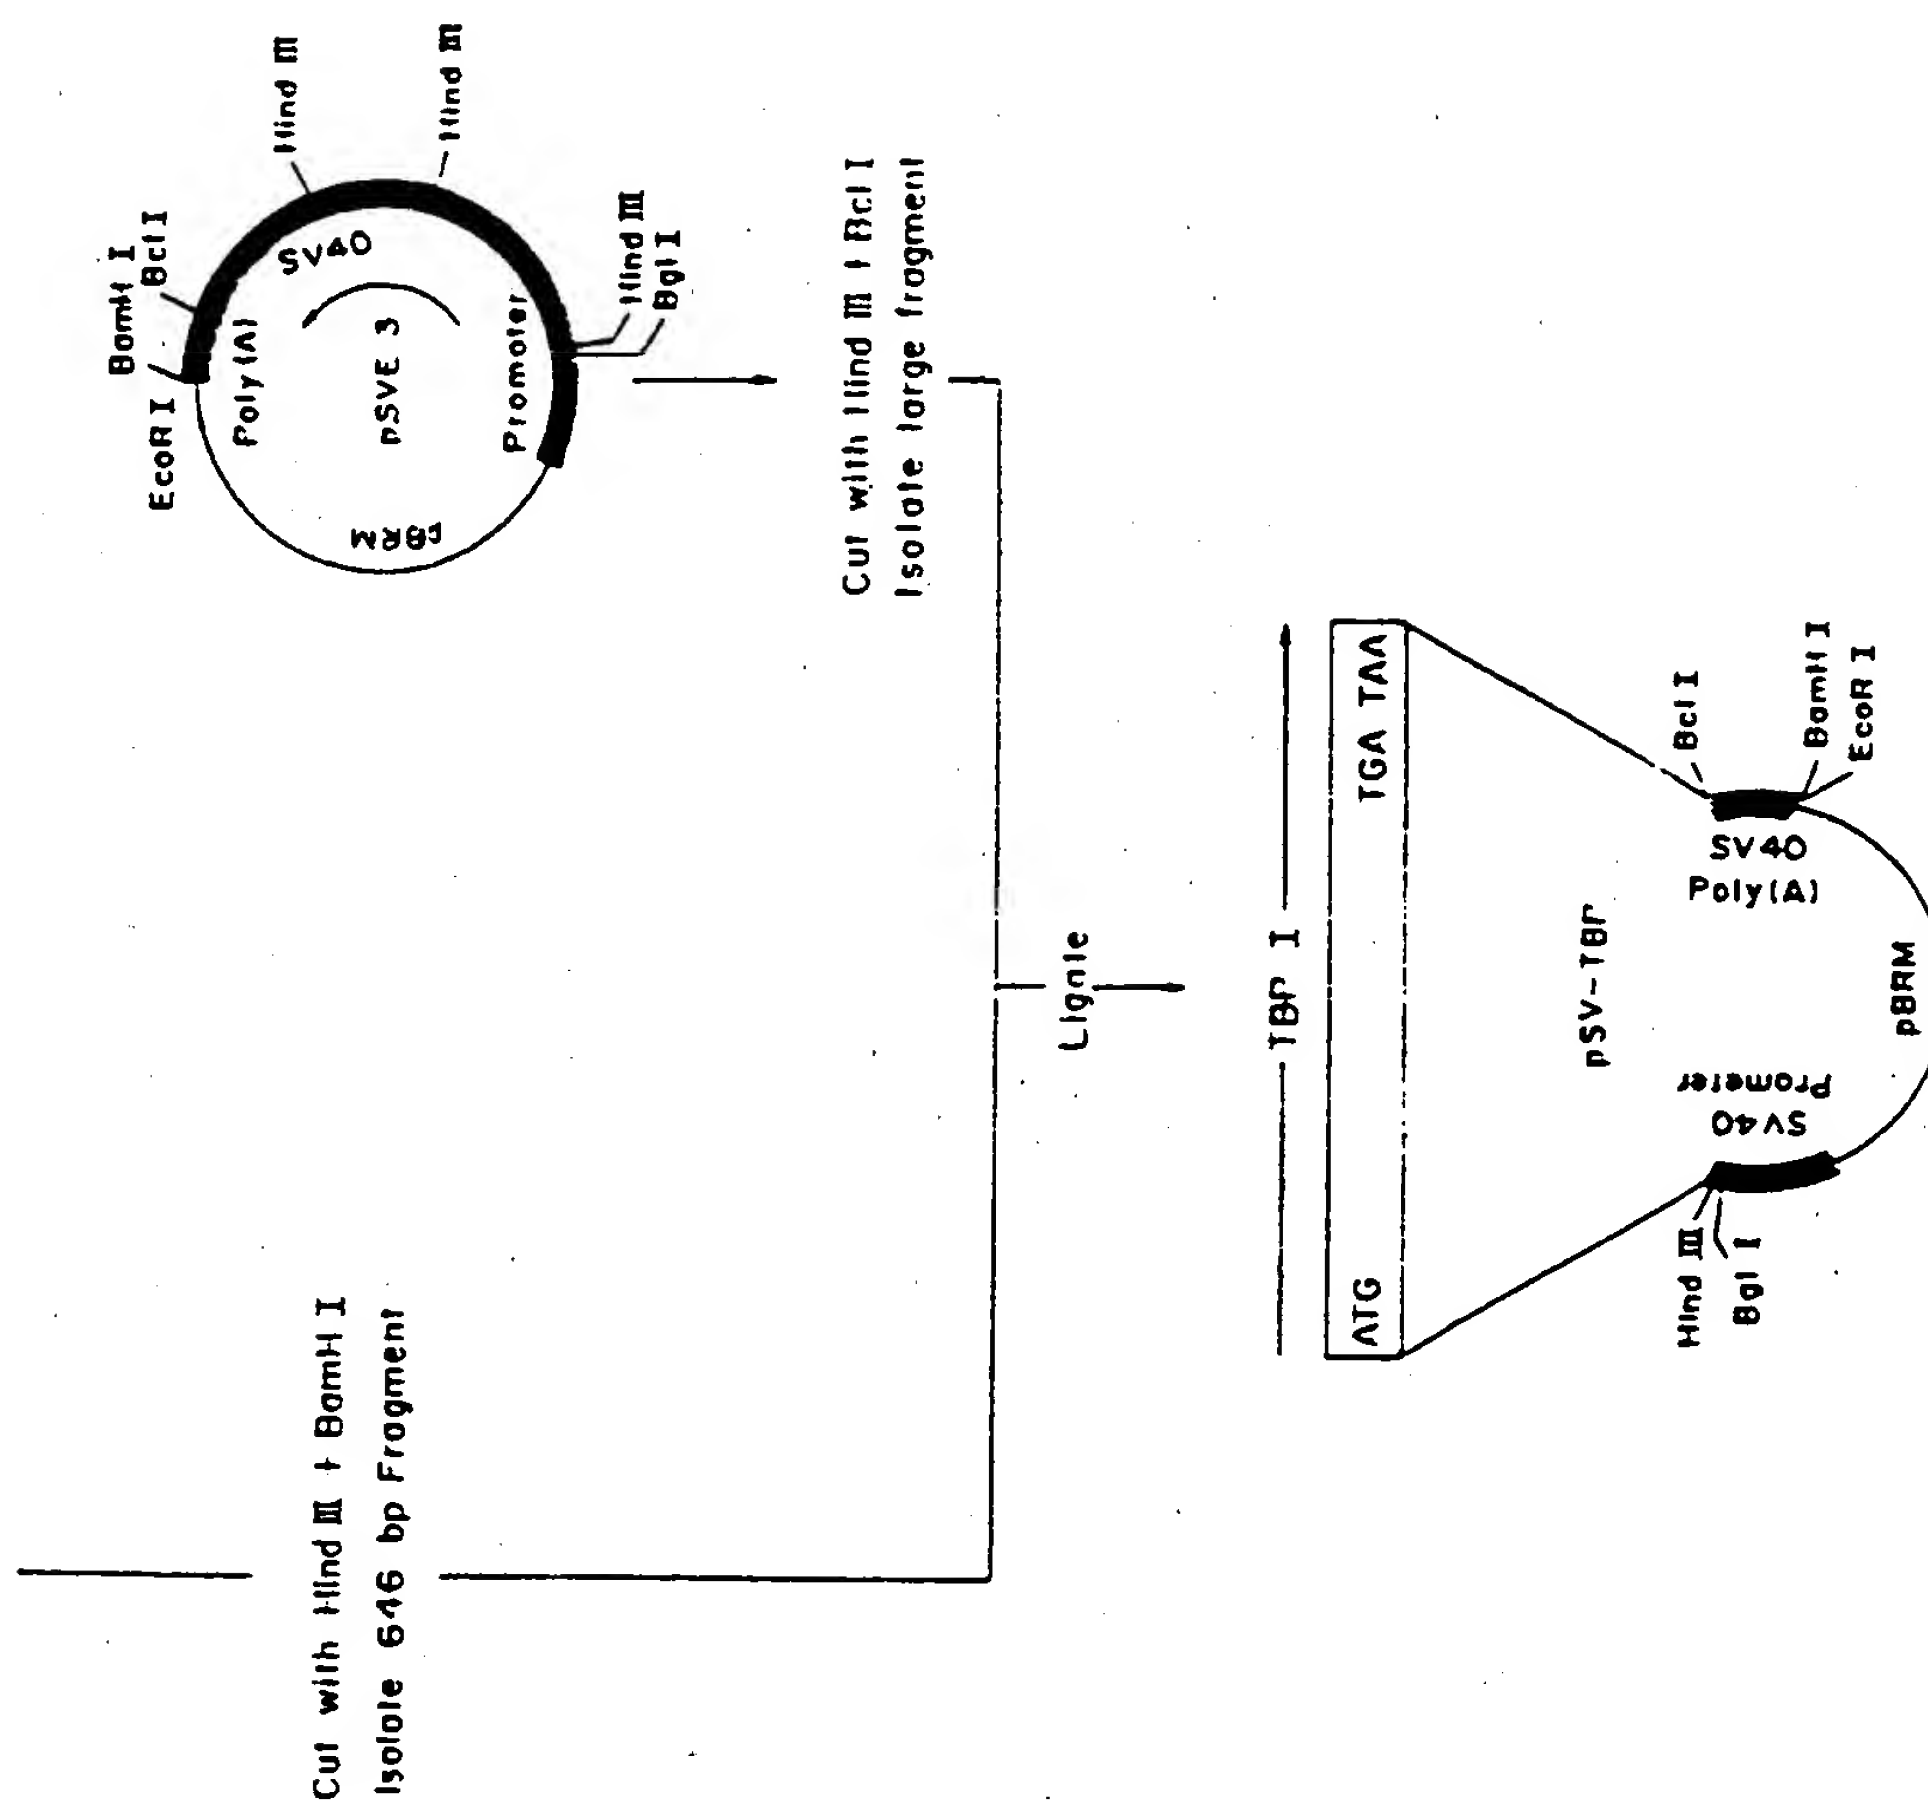 Cut with Hind III + BamH I
Isolate 646 bp Fragment
BamH I
Bcl I
EcoR I
Hind III
Hind III
Hind III
Bgl I
SV40
Poly(A)
pSVE 3
Promoter
pBRM
Cut with Hind III + Bcl I
Isolate large fragment
Ligate
TBP I
ATG
TGA TAA
pSV-TBP
Hind III
Bgl I
SV40
Promoter
Bcl I
SV40
Poly(A)
BamH I
EcoR I
pBRM